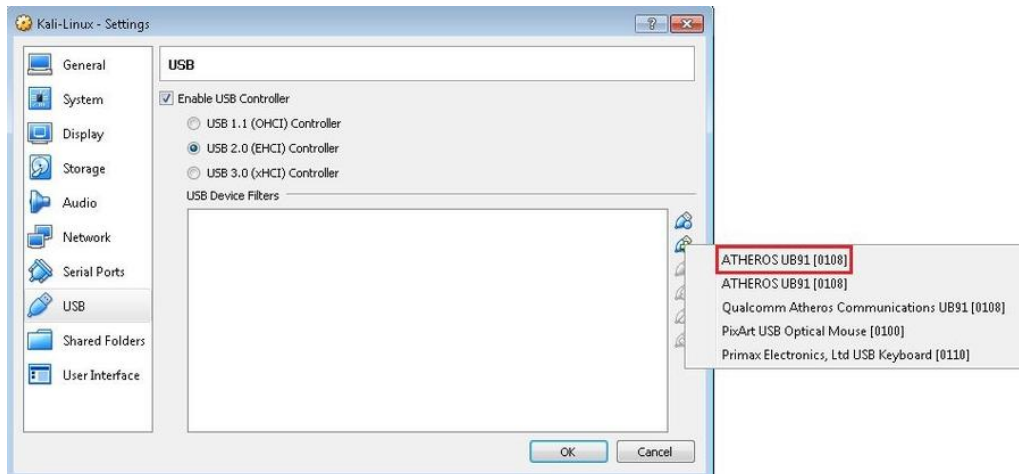 Kali-Linux - Settings
General
System
Display
Storage
Audio
Network
Serial Ports
USB
Shared Folders
User Interface
USB
Enable USB Controller
USB 1.1 (OHCI) Controller
USB 2.0 (EHCI) Controller
USB 3.0 (xHCI) Controller
USB Device Filters
ATHEROS UB91 [0108]
ATHEROS UB91 [0108]
Qualcomm Atheros Communications UB91 [0108]
PixArt USB Optical Mouse [0100]
Primax Electronics, Ltd USB Keyboard [0110]
OK
Cancel